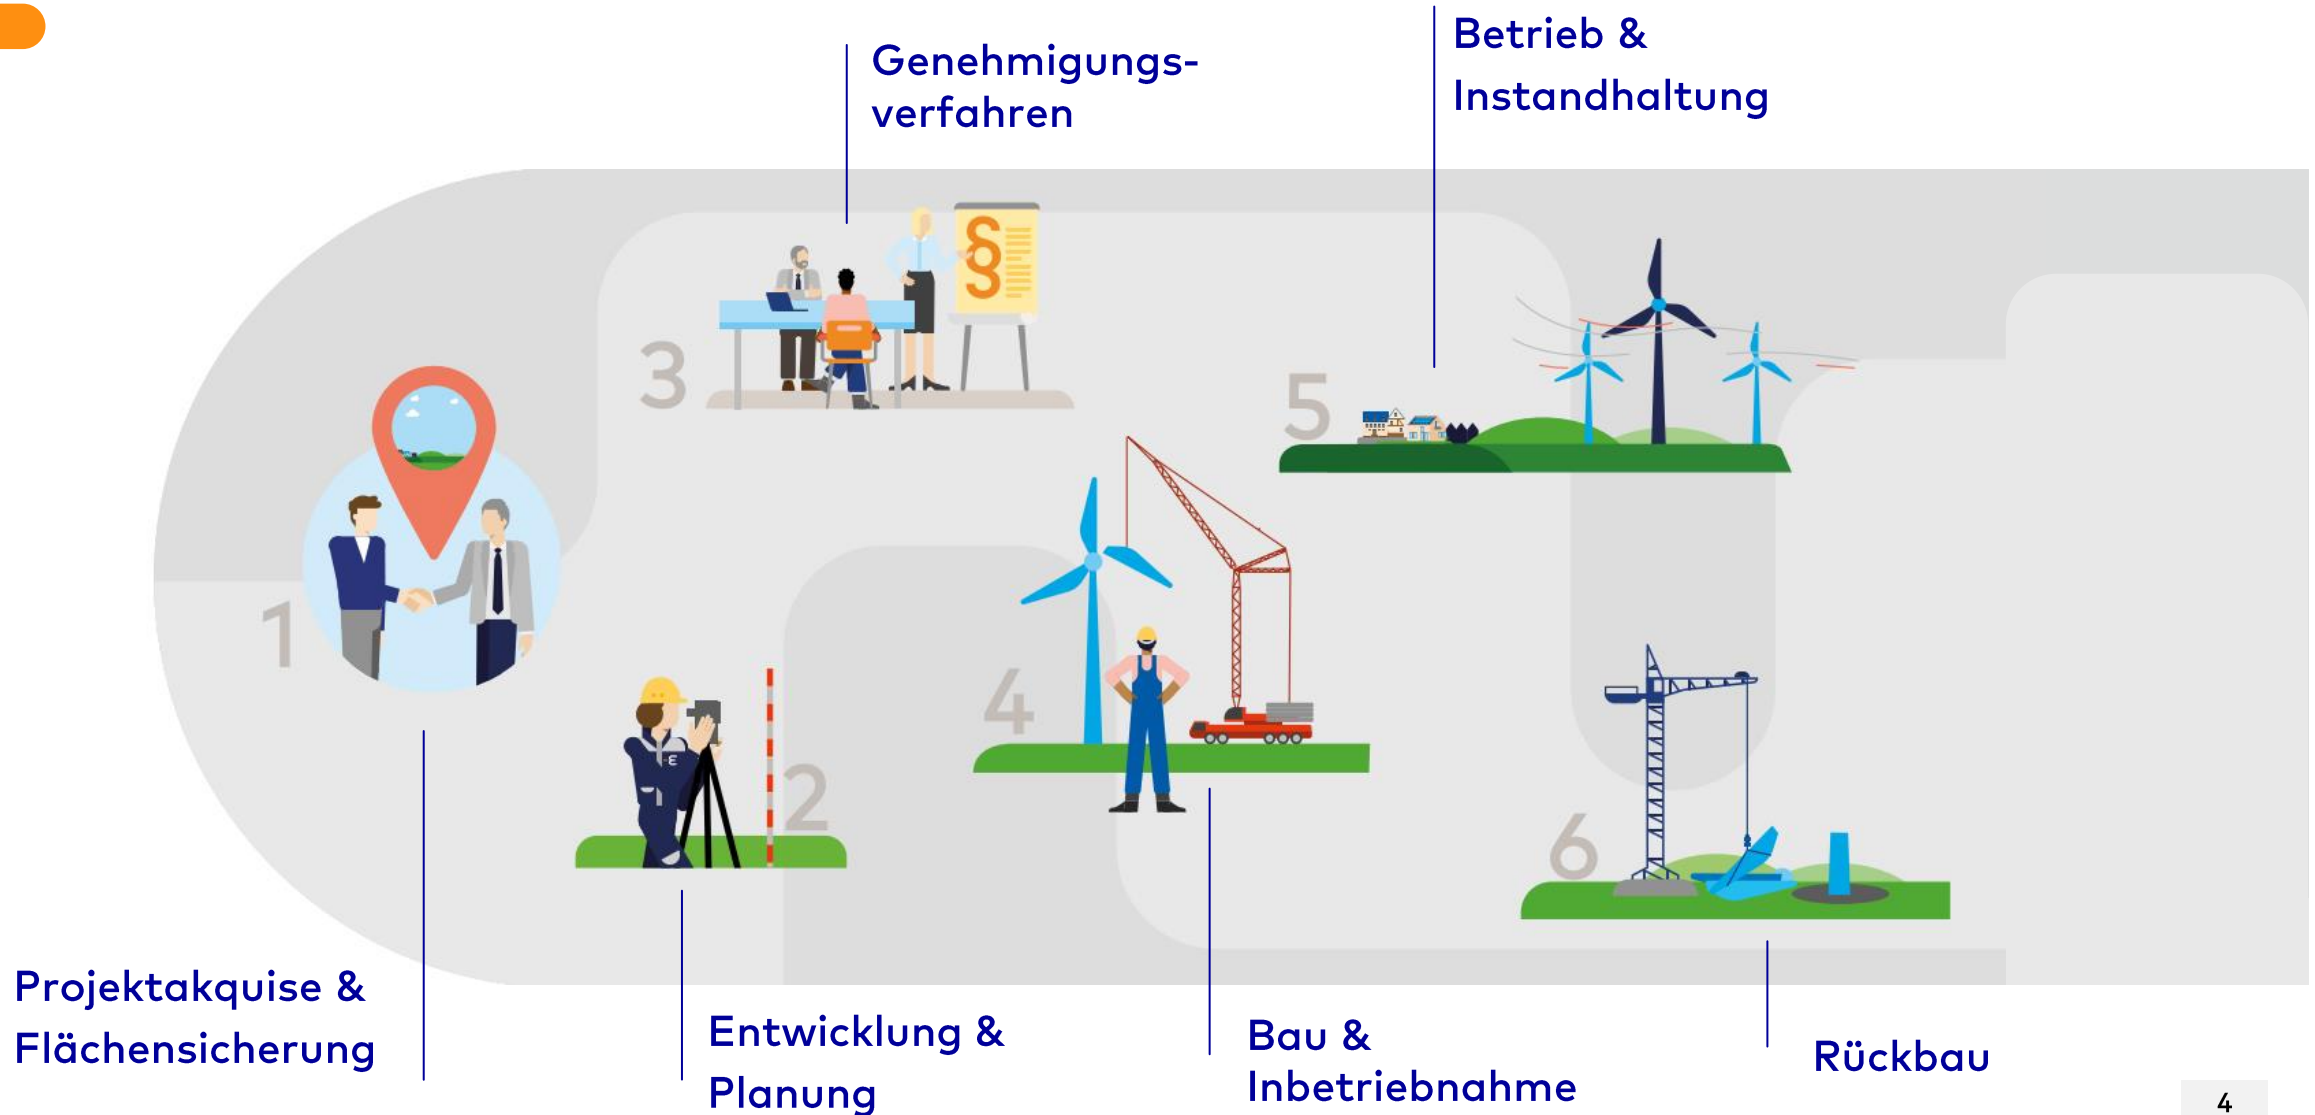 Genehmigungs-
verfahren
Betrieb &
Instandhaltung
3
§
5
1
4
2
6
Projektakquise &
Flächensicherung
Entwicklung &
Planung
Bau &
Inbetriebnahme
Rückbau
4